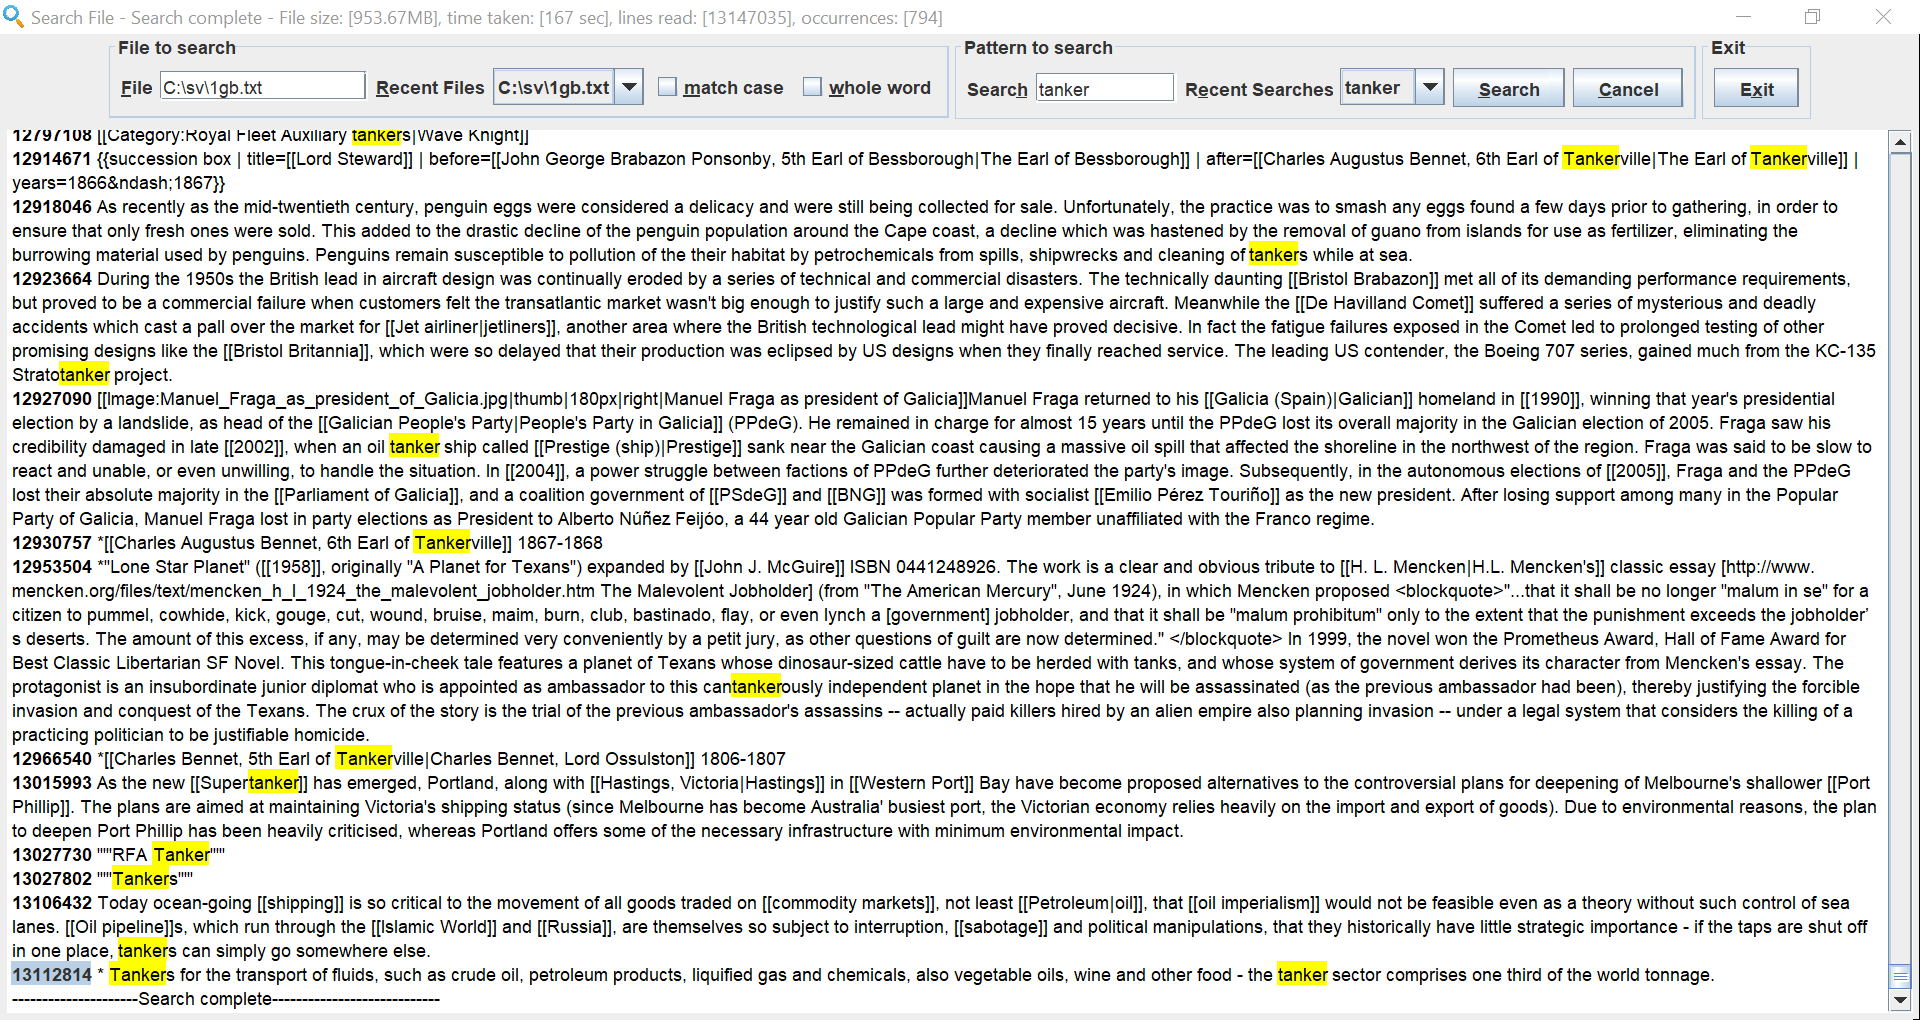 Search File - Search complete - File size: [953.67MB], time taken: [167 sec], lines read: [13147035], occurrences: [794]
File to search
Pattern to search
Exit
File C:\sv\1gb.txt Recent Files C:\sv\1gb.txt match case whole word Search tanker Recent Searches tanker Search Cancel Exit
12797108 [[Category:Royal Fleet Auxiliary tankers|Wave Knight]]
12914671 {{succession box | title=[[Lord Steward]] | before=[[John George Brabazon Ponsonby, 5th Earl of Bessborough|The Earl of Bessborough]] | after=[[Charles Augustus Bennet, 6th Earl of Tankerville|The Earl of Tankerville]] |
years=1866&ndash;1867}}
12918046 As recently as the mid-twentieth century, penguin eggs were considered a delicacy and were still being collected for sale. Unfortunately, the practice was to smash any eggs found a few days prior to gathering, in order to
ensure that only fresh ones were sold. This added to the drastic decline of the penguin population around the Cape coast, a decline which was hastened by the removal of guano from islands for use as fertilizer, eliminating the
burrowing material used by penguins. Penguins remain susceptible to pollution of the their habitat by petrochemicals from spills, shipwrecks and cleaning of tankers while at sea.
12923664 During the 1950s the British lead in aircraft design was continually eroded by a series of technical and commercial disasters. The technically daunting [[Bristol Brabazon]] met all of its demanding performance requirements,
but proved to be a commercial failure when customers felt the transatlantic market wasn't big enough to justify such a large and expensive aircraft. Meanwhile the [[De Havilland Comet]] suffered a series of mysterious and deadly
accidents which cast a pall over the market for [[Jet airliner|jetliners]], another area where the British technological lead might have proved decisive. In fact the fatigue failures exposed in the Comet led to prolonged testing of other
promising designs like the [[Bristol Britannia]], which were so delayed that their production was eclipsed by US designs when they finally reached service. The leading US contender, the Boeing 707 series, gained much from the KC-135
Stratotanker project.
12927090 [[Image:Manuel_Fraga_as_president_of_Galicia.jpg|thumb|180px|right|Manuel Fraga as president of Galicia]]Manuel Fraga returned to his [[Galicia (Spain)|Galician]] homeland in [[1990]], winning that year's presidential
election by a landslide, as head of the [[Galician People's Party|People's Party in Galicia]] (PPdeG). He remained in charge for almost 15 years until the PPdeG lost its overall majority in the Galician election of 2005. Fraga saw his
credibility damaged in late [[2002]], when an oil tanker ship called [[Prestige (ship)|Prestige]] sank near the Galician coast causing a massive oil spill that affected the shoreline in the northwest of the region. Fraga was said to be slow to
react and unable, or even unwilling, to handle the situation. In [[2004]], a power struggle between factions of PPdeG further deteriorated the party's image. Subsequently, in the autonomous elections of [[2005]], Fraga and the PPdeG
lost their absolute majority in the [[Parliament of Galicia]], and a coalition government of [[PSdeG]] and [[BNG]] was formed with socialist [[Emilio Pérez Touriño]] as the new president. After losing support among many in the Popular
Party of Galicia, Manuel Fraga lost in party elections as President to Alberto Núñez Feijóo, a 44 year old Galician Popular Party member unaffiliated with the Franco regime.
12930757 *[[Charles Augustus Bennet, 6th Earl of Tankerville]] 1867-1868
12953504 *"Lone Star Planet" ([[1958]], originally "A Planet for Texans") expanded by [[John J. McGuire]] ISBN 0441248926. The work is a clear and obvious tribute to [[H. L. Mencken|H.L. Mencken's]] classic essay [http://www.
mencken.org/files/text/mencken_h_l_1924_the_malevolent_jobholder.htm The Malevolent Jobholder] (from "The American Mercury", June 1924), in which Mencken proposed <blockquote>"...that it shall be no longer "malum in se" for a
citizen to pummel, cowhide, kick, gouge, cut, wound, bruise, maim, burn, club, bastinado, flay, or even lynch a [government] jobholder, and that it shall be "malum prohibitum" only to the extent that the punishment exceeds the jobholder'
s deserts. The amount of this excess, if any, may be determined very conveniently by a petit jury, as other questions of guilt are now determined." </blockquote> In 1999, the novel won the Prometheus Award, Hall of Fame Award for
Best Classic Libertarian SF Novel. This tongue-in-cheek tale features a planet of Texans whose dinosaur-sized cattle have to be herded with tanks, and whose system of government derives its character from Mencken's essay. The
protagonist is an insubordinate junior diplomat who is appointed as ambassador to this cantankerously independent planet in the hope that he will be assassinated (as the previous ambassador had been), thereby justifying the forcible
invasion and conquest of the Texans. The crux of the story is the trial of the previous ambassador's assassins -- actually paid killers hired by an alien empire also planning invasion -- under a legal system that considers the killing of a
practicing politician to be justifiable homicide.
12966540 *[[Charles Bennet, 5th Earl of Tankerville|Charles Bennet, Lord Ossulston]] 1806-1807
13015993 As the new [[Supertanker]] has emerged, Portland, along with [[Hastings, Victoria|Hastings]] in [[Western Port]] Bay have become proposed alternatives to the controversial plans for deepening of Melbourne's shallower [[Port
Phillip]]. The plans are aimed at maintaining Victoria's shipping status (since Melbourne has become Australia' busiest port, the Victorian economy relies heavily on the import and export of goods). Due to environmental reasons, the plan
to deepen Port Phillip has been heavily criticised, whereas Portland offers some of the necessary infrastructure with minimum environmental impact.
13027730 '''''RFA Tanker'''''
13027802 '''''Tankers'''''
13106432 Today ocean-going [[shipping]] is so critical to the movement of all goods traded on [[commodity markets]], not least [[Petroleum|oil]], that [[oil imperialism]] would not be feasible even as a theory without such control of sea
lanes. [[Oil pipeline]]s, which run through the [[Islamic World]] and [[Russia]], are themselves so subject to interruption, [[sabotage]] and political manipulations, that they historically have little strategic importance - if the taps are shut off
in one place, tankers can simply go somewhere else.
13112814 * Tankers for the transport of fluids, such as crude oil, petroleum products, liquified gas and chemicals, also vegetable oils, wine and other food - the tanker sector comprises one third of the world tonnage.
---------------------Search complete----------------------------